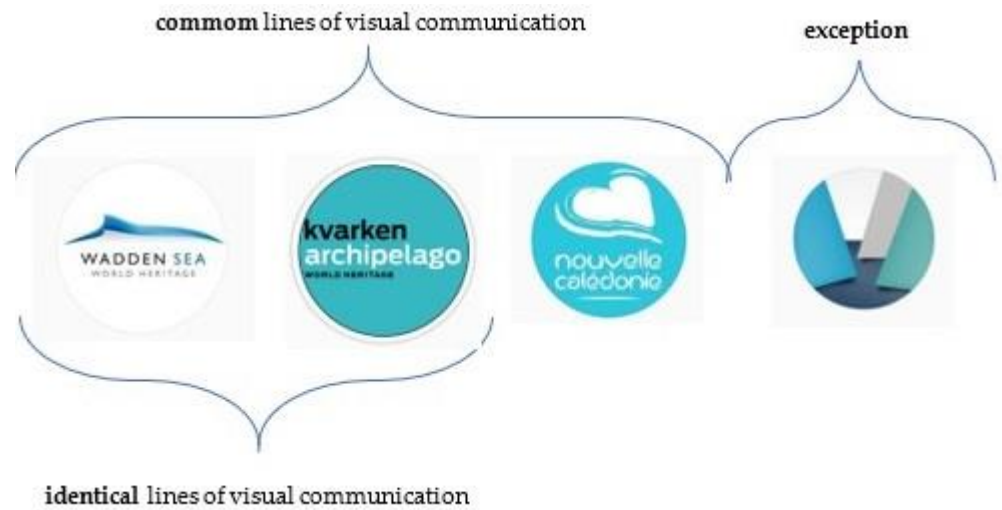 commom lines of visual communication
exception
WADDEN SEA
WORLD HERITAGE
kvarken
archipelago
WORLD HERITAGE
nouvelle
calédonie
identical lines of visual communication